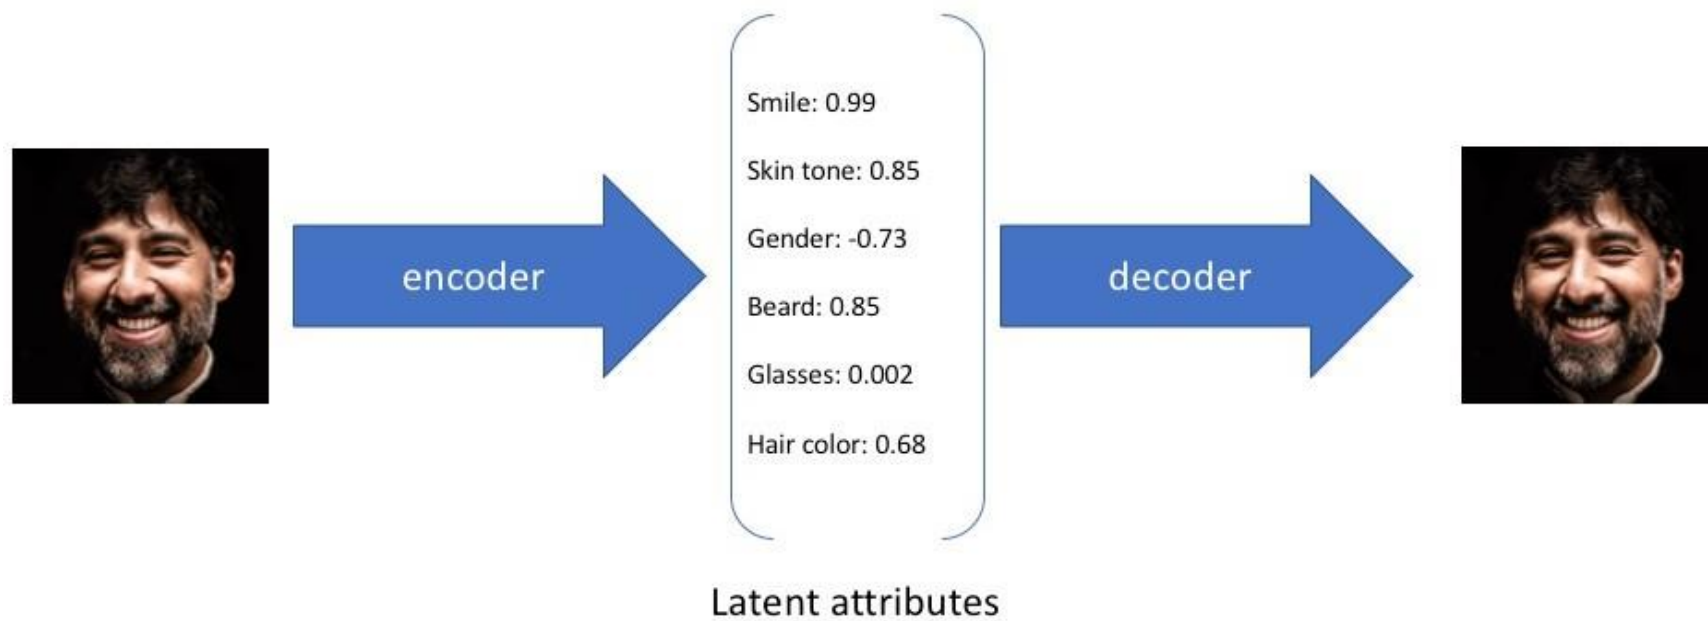 encoder
Smile: 0.99
Skin tone: 0.85
Gender: -0.73
Beard: 0.85
Glasses: 0.002
Hair color: 0.68
decoder
Latent attributes